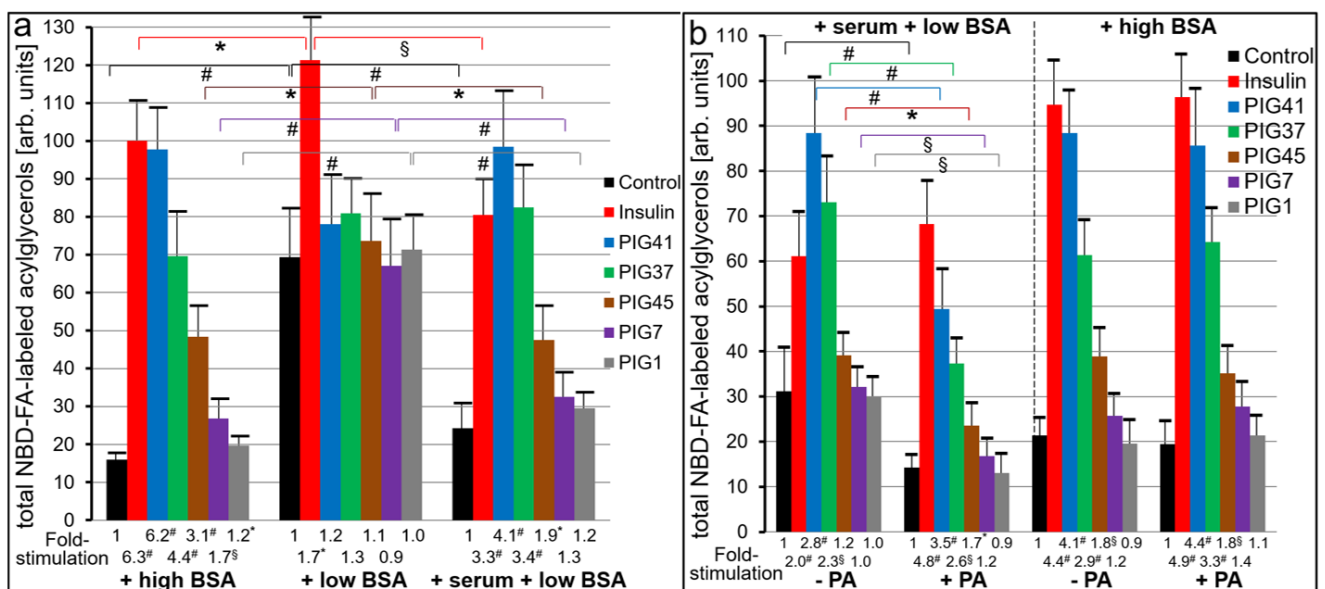 a
total NBD-FA-labeled acylglycerols [arb. units]
130
120
110
100
90
80
70
60
50
40
30
20
10
0
* §
# #
* *
# #
# #
Control
Insulin
PIG41
PIG37
PIG45
PIG7
PIG1
1 6.2# 3.1# 1.2* 1 1.2 1.1 1.0 1 4.1# 1.9* 1.2
Fold-
stimulation 6.3# 4.4# 1.7§ 1.7* 1.3 0.9 3.3# 3.4# 1.3
+ high BSA + low BSA + serum + low BSA
b
total NBD-FA-labeled acylglycerols [arb. units]
+ serum + low BSA + high BSA
110
100
90
80
70
60
50
40
30
20
10
0
#
#
#
*
§
§
Control
Insulin
PIG41
PIG37
PIG45
PIG7
PIG1
1 2.8# 1.2 1.0 1 3.5# 1.7* 0.9 1 4.1# 1.8§ 0.9 1 4.4# 1.8§ 1.1
Fold-
stimulation 2.0# 2.3§ 1.0 4.8# 2.6§ 1.2 4.4# 2.9# 1.2 4.9# 3.3# 1.4
- PA + PA - PA + PA